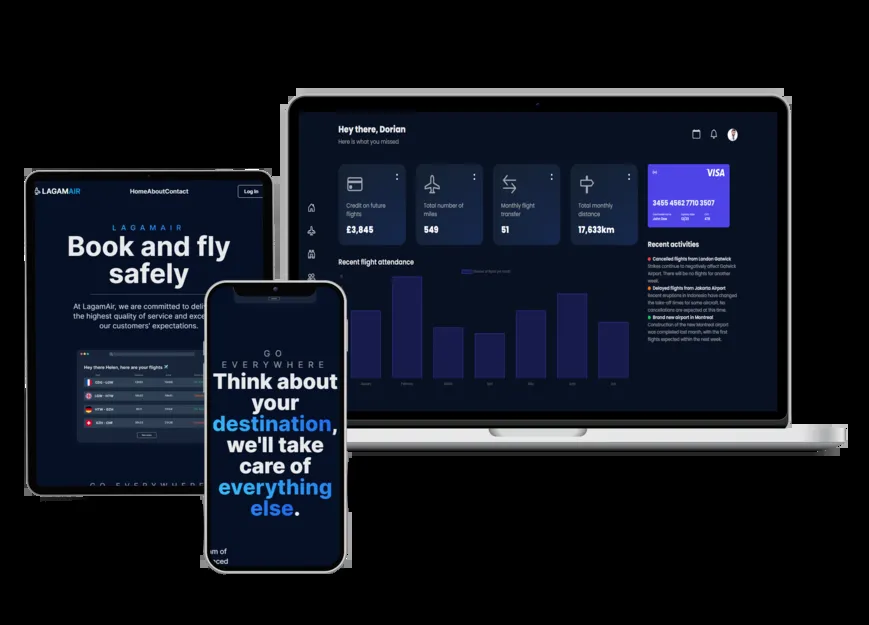 LAGAMAIR
HomeAboutContact
Log In
LAGAMAIR
Book and fly
safely
At LagamAir, we are committed to deli
the highest quality of service and exce
our customers' expectations.
Hey there Helen, here are your flights
GO EVERYWHERE
GO
EVERYWHERE
Think about
your
destination,
we'll take
care of
everything
else.
am of
nced
Hey there, Dorian
Here is what you missed
Credit on future
flights
£3,845
Total number of
miles
549
Monthly flight
transfer
51
Total monthly
distance
17,633km
VISA
3455 4562 7710 3507
Recent flight attendance
Recent activities
Cancelled flights from London Gatwick
Strikes continue to negatively affect Gatwick
Airport. There will be no flights for another
week.
Delayed flights from Jakarta Airport
Recent eruptions in Indonesia have changed
the take-off times for some aircraft. No
cancellations are expected at this time.
Brand new airport in Montreal
Construction of the new Montreal airport
was completed last month, with the first
flights expected within the next week.